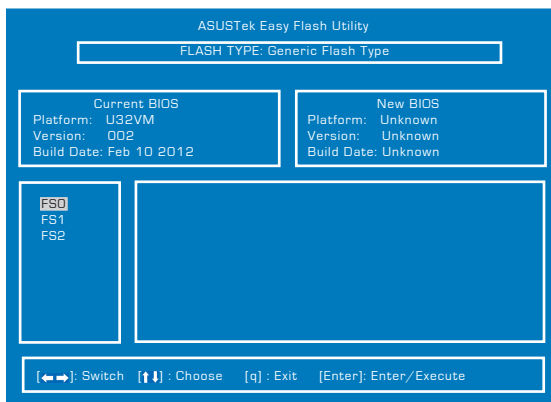 ASUSTek Easy Flash Utility
FLASH TYPE: Generic Flash Type
Current BIOS
Platform: U32VM
Version: 002
Build Date: Feb 10 2012
New BIOS
Platform: Unknown
Version: Unknown
Build Date: Unknown
FS0
FS1
FS2
[←→]: Switch [↑↓] : Choose [q] : Exit [Enter]: Enter/Execute